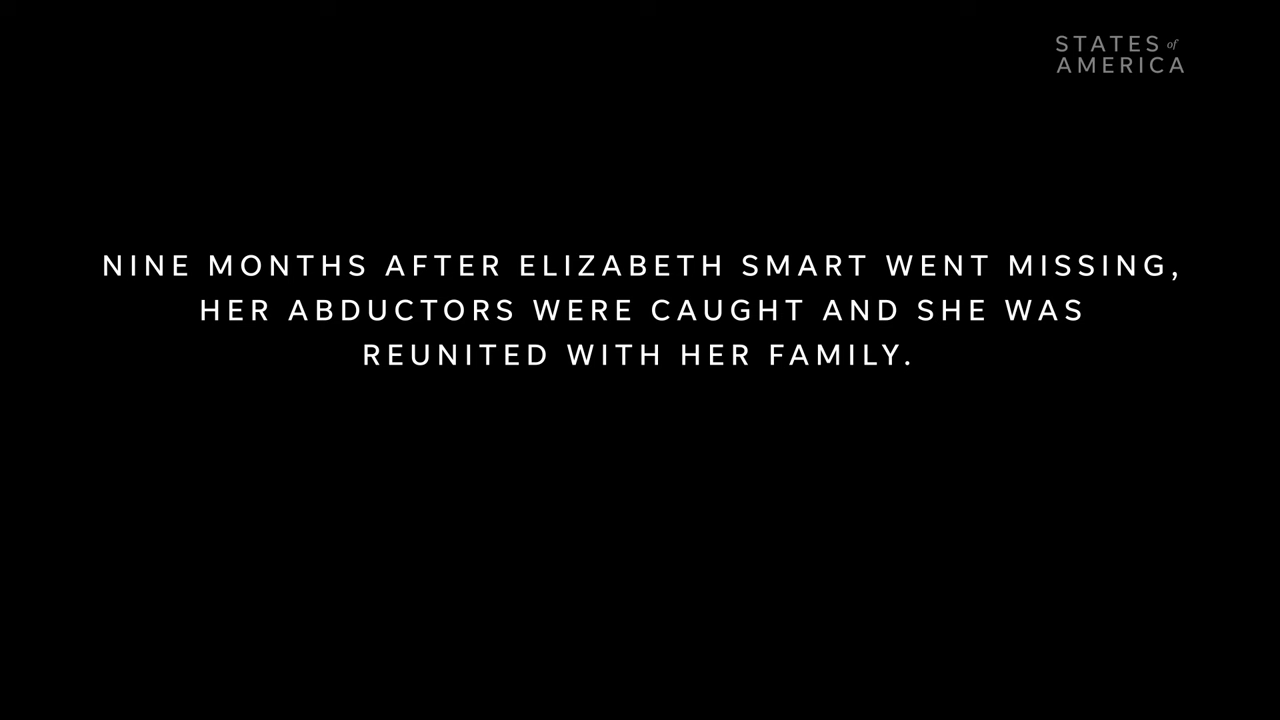 STATES of
AMERICA
NINE MONTHS AFTER ELIZABETH SMART WENT MISSING,
HER ABDUCTORS WERE CAUGHT AND SHE WAS
REUNITED WITH HER FAMILY.